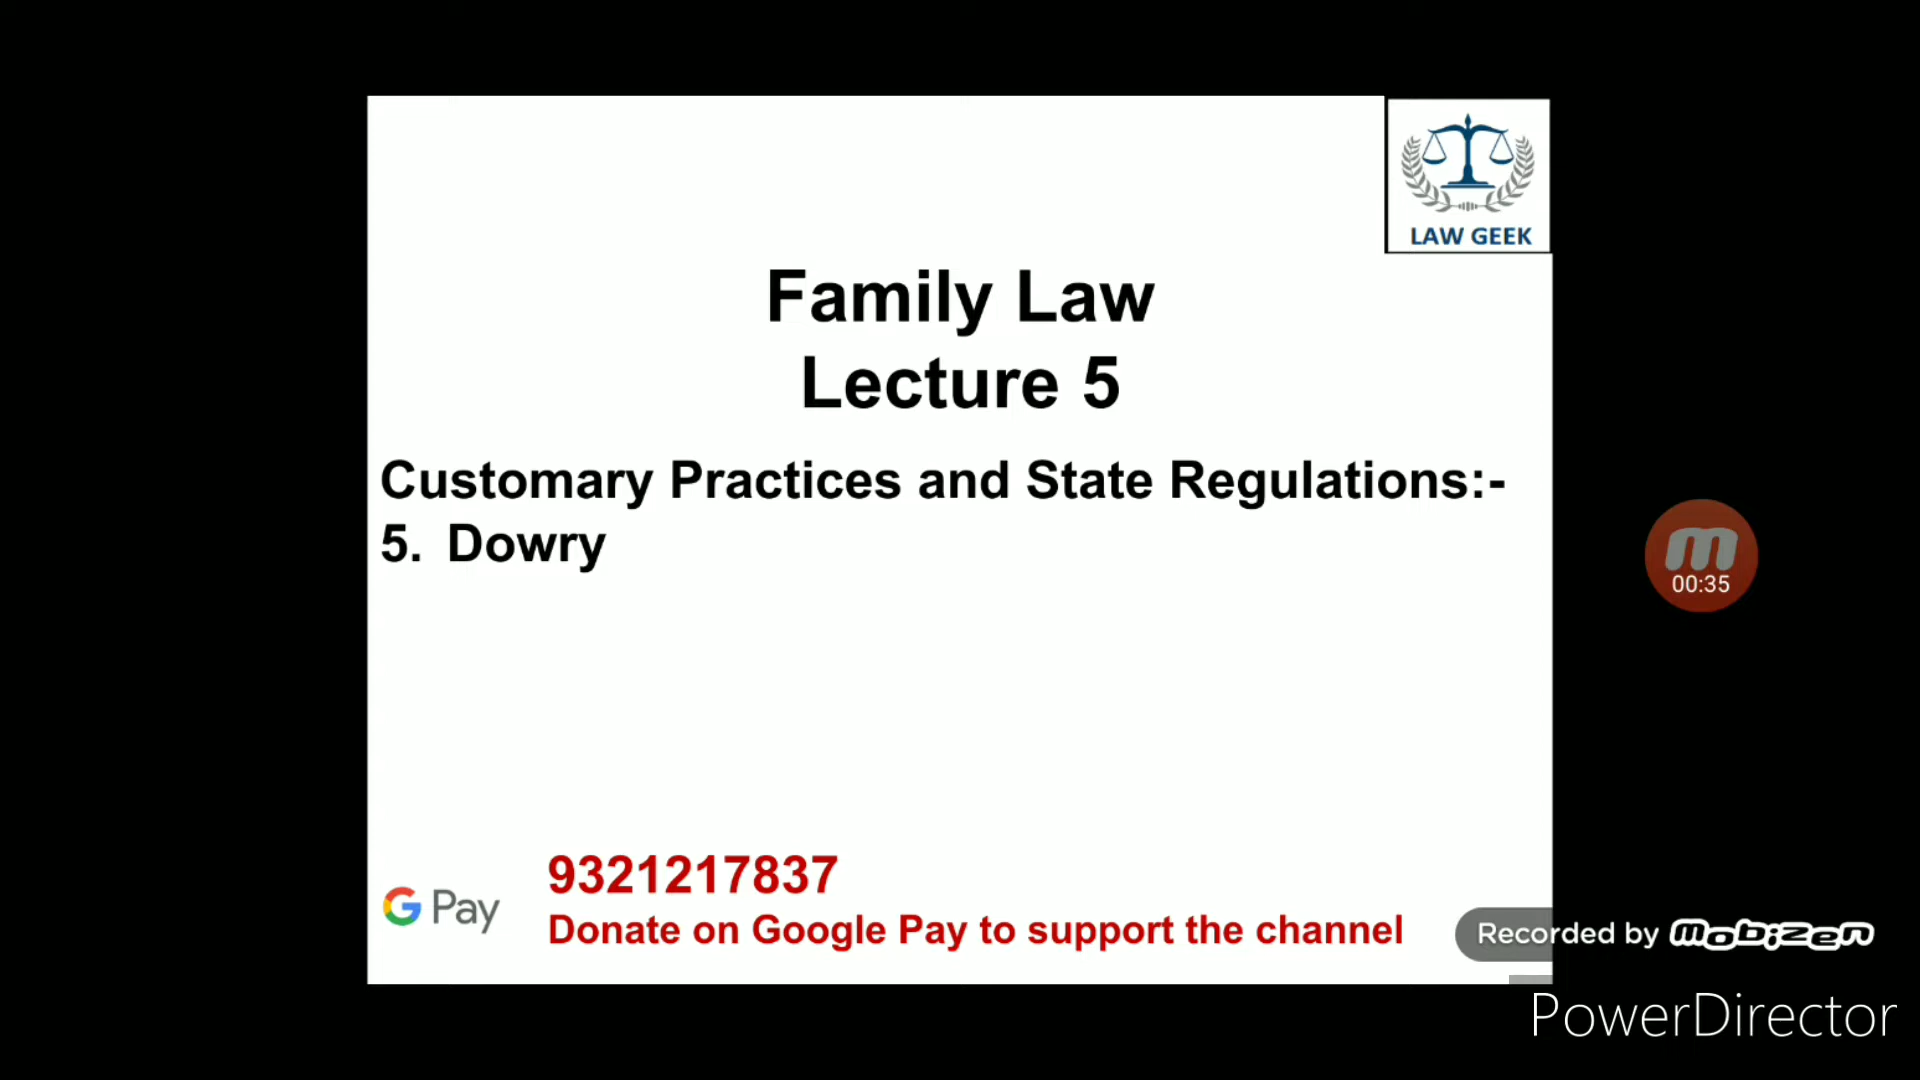 LAW GEEK
Family Law
Lecture 5
Customary Practices and State Regulations:-
5. Dowry
00:35
9321217837
G Pay
Donate on Google Pay to support the channel
Recorded by mobizen
PowerDirector